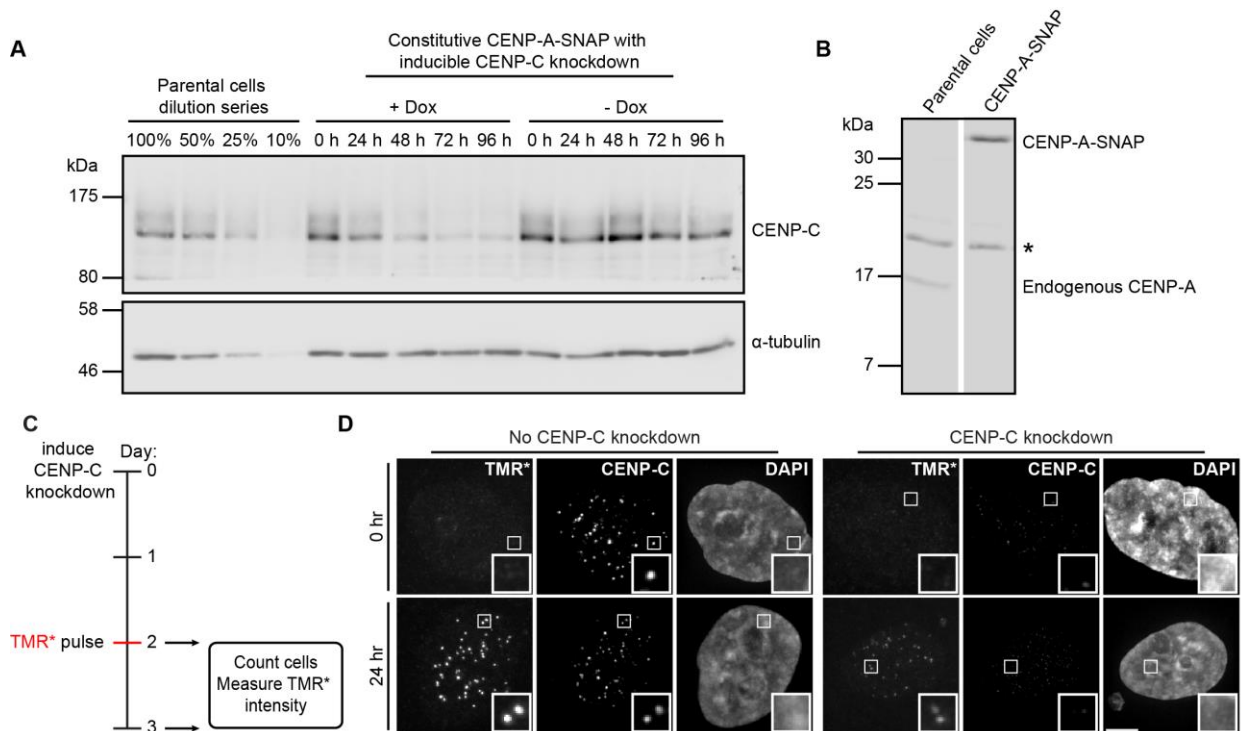 A
Constitutive CENP-A-SNAP with
inducible CENP-C knockdown
Parental cells
dilution series
+ Dox
- Dox
100% 50% 25% 10% 0 h 24 h 48 h 72 h 96 h 0 h 24 h 48 h 72 h 96 h
kDa
175
CENP-C
80
58
α-tubulin
46
B
Parental cells
CENP-A-SNAP
kDa
CENP-A-SNAP
30
25
*
17
Endogenous CENP-A
7
C
induce
CENP-C
knockdown
Day:
0
1
TMR* pulse
2
Count cells
Measure TMR*
intensity
3
D
No CENP-C knockdown
CENP-C knockdown
TMR* CENP-C DAPI TMR* CENP-C DAPI
0 hr
24 hr